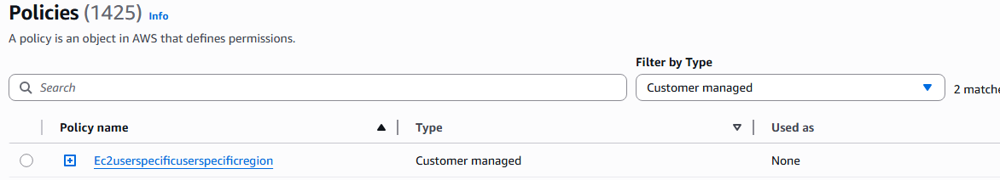 Policies (1425) Info
A policy is an object in AWS that defines permissions.
Filter by Type
Search
Customer managed
2 matche
Policy name Type Used as
Ec2userspecificuserspecificregion Customer managed None